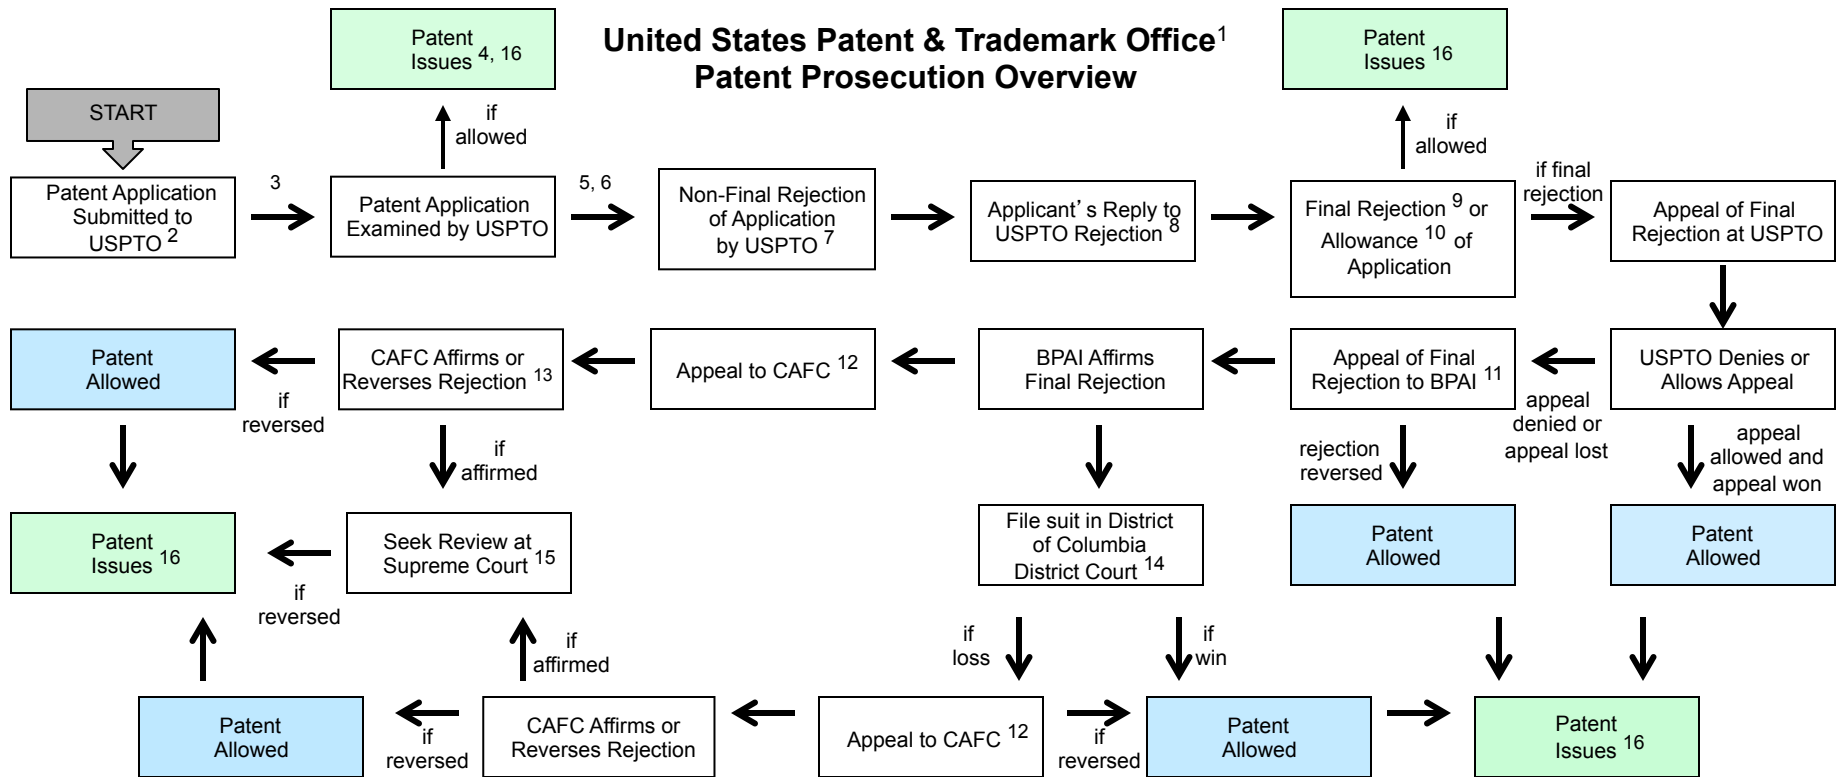 United States Patent & Trademark Office1
Patent Prosecution Overview
START
Patent
Issues 4, 16
if
allowed
Patent
Issues 16
if
allowed
Patent Application
Submitted to
USPTO 2
3
Patent Application
Examined by USPTO
5, 6
Non-Final Rejection
of Application
by USPTO 7
Applicant’s Reply to
USPTO Rejection 8
Final Rejection 9 or
Allowance 10 of
Application
if final
rejection
Appeal of Final
Rejection at USPTO
USPTO Denies or
Allows Appeal
appeal
denied or
appeal lost
appeal
allowed and
appeal won
Appeal of Final
Rejection to BPAI 11
rejection
reversed
BPAI Affirms
Final Rejection
Appeal to CAFC 12
CAFC Affirms or
Reverses Rejection 13
if
reversed
if
affirmed
Patent
Allowed
Patent
Issues 16
if
reversed
Seek Review at
Supreme Court 15
File suit in District
of Columbia
District Court 14
Patent
Allowed
Patent
Allowed
if
affirmed
if
loss
if
win
Patent
Allowed
if
reversed
CAFC Affirms or
Reverses Rejection
Appeal to CAFC 12
if
reversed
Patent
Allowed
Patent
Issues 16